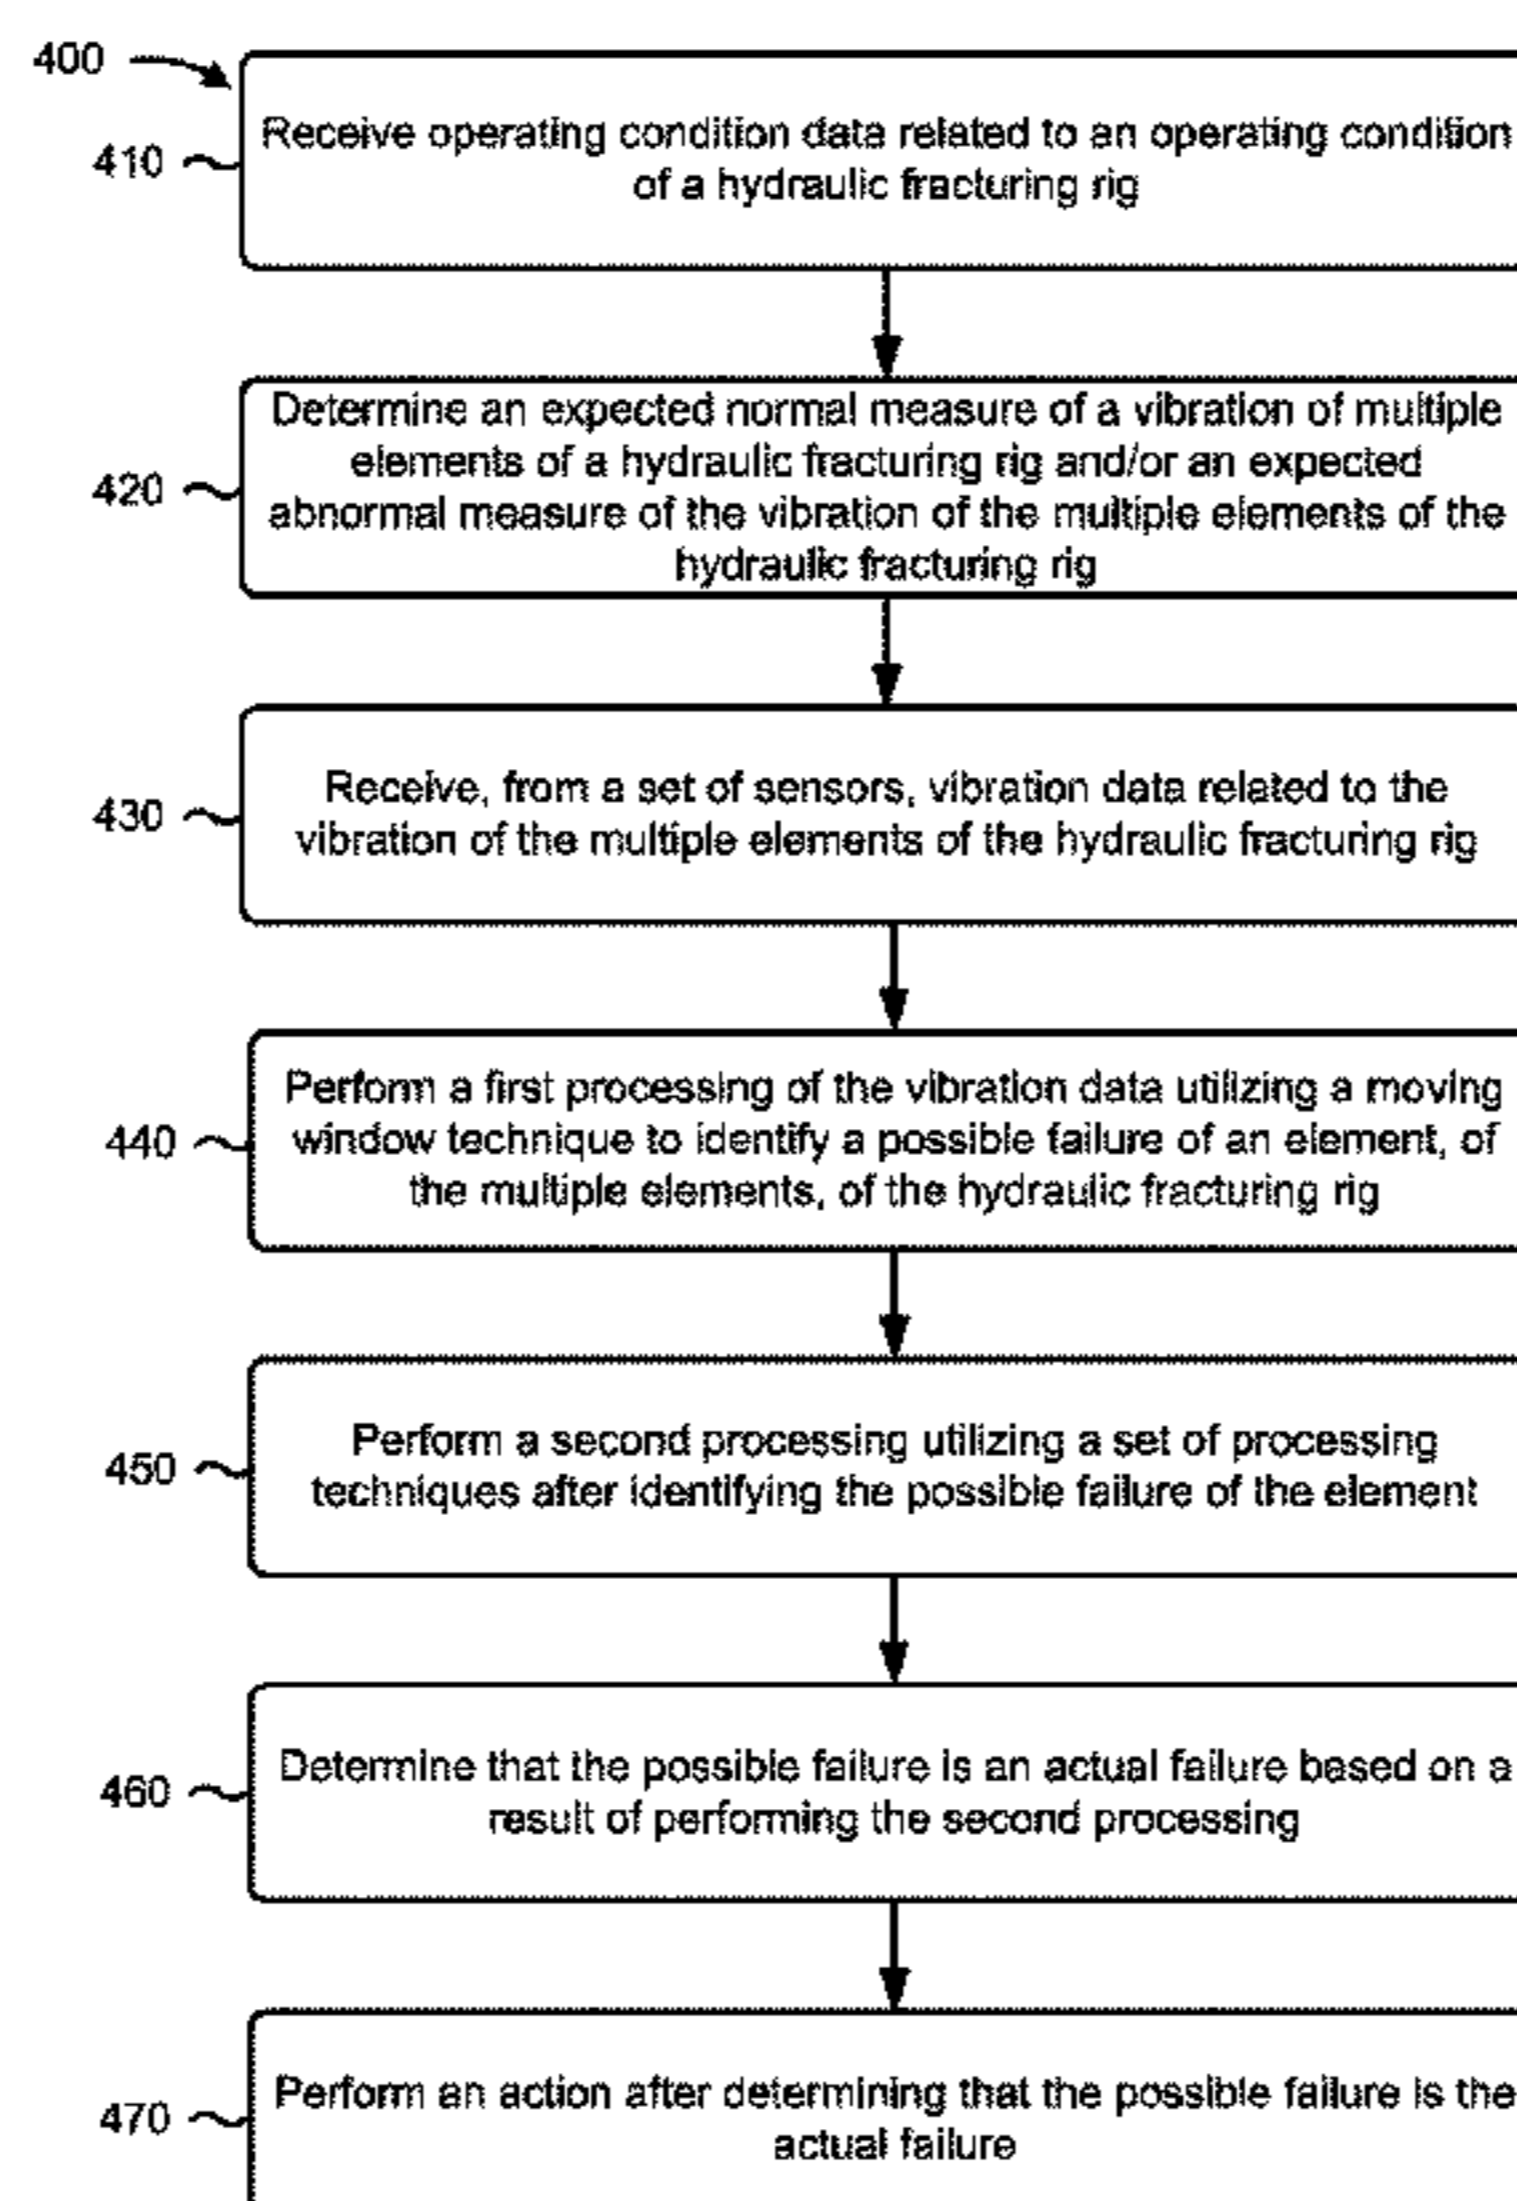 400
410
Receive operating condition data related to an operating condition
of a hydraulic fracturing rig
420
Determine an expected normal measure of a vibration of multiple
elements of a hydraulic fracturing rig and/or an expected
abnormal measure of the vibration of the multiple elements of the
hydraulic fracturing rig
430
Receive, from a set of sensors, vibration data related to the
vibration of the multiple elements of the hydraulic fracturing rig
440
Perform a first processing of the vibration data utilizing a moving
window technique to identify a possible failure of an element, of
the multiple elements, of the hydraulic fracturing rig
450
Perform a second processing utilizing a set of processing
techniques after identifying the possible failure of the element
460
Determine that the possible failure is an actual failure based on a
result of performing the second processing
470
Perform an action after determining that the possible failure is the
actual failure